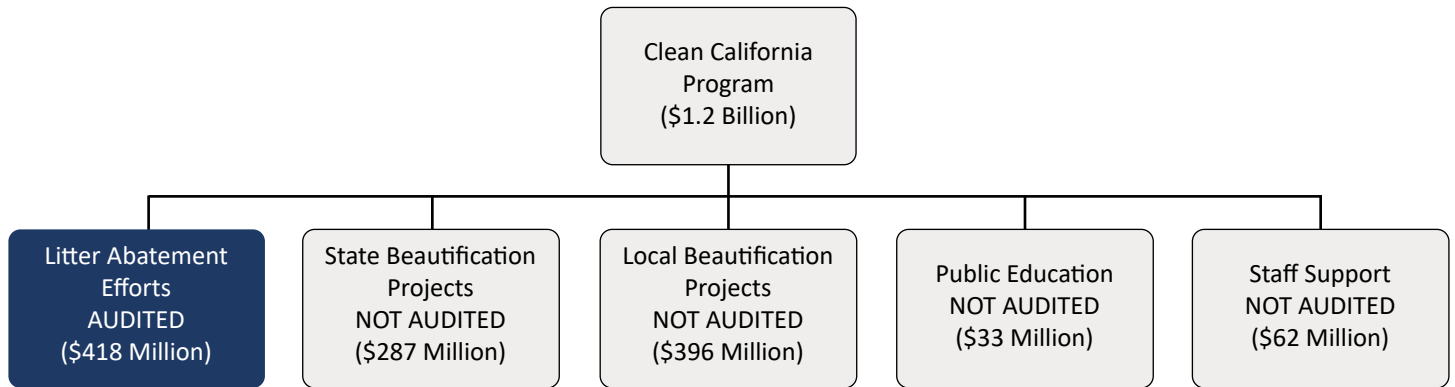 Clean California
Program
($1.2 Billion)
Litter Abatement
Efforts
AUDITED
($418 Million)
State Beautification
Projects
NOT AUDITED
($287 Million)
Local Beautification
Projects
NOT AUDITED
($396 Million)
Public Education
NOT AUDITED
($33 Million)
Staff Support
NOT AUDITED
($62 Million)